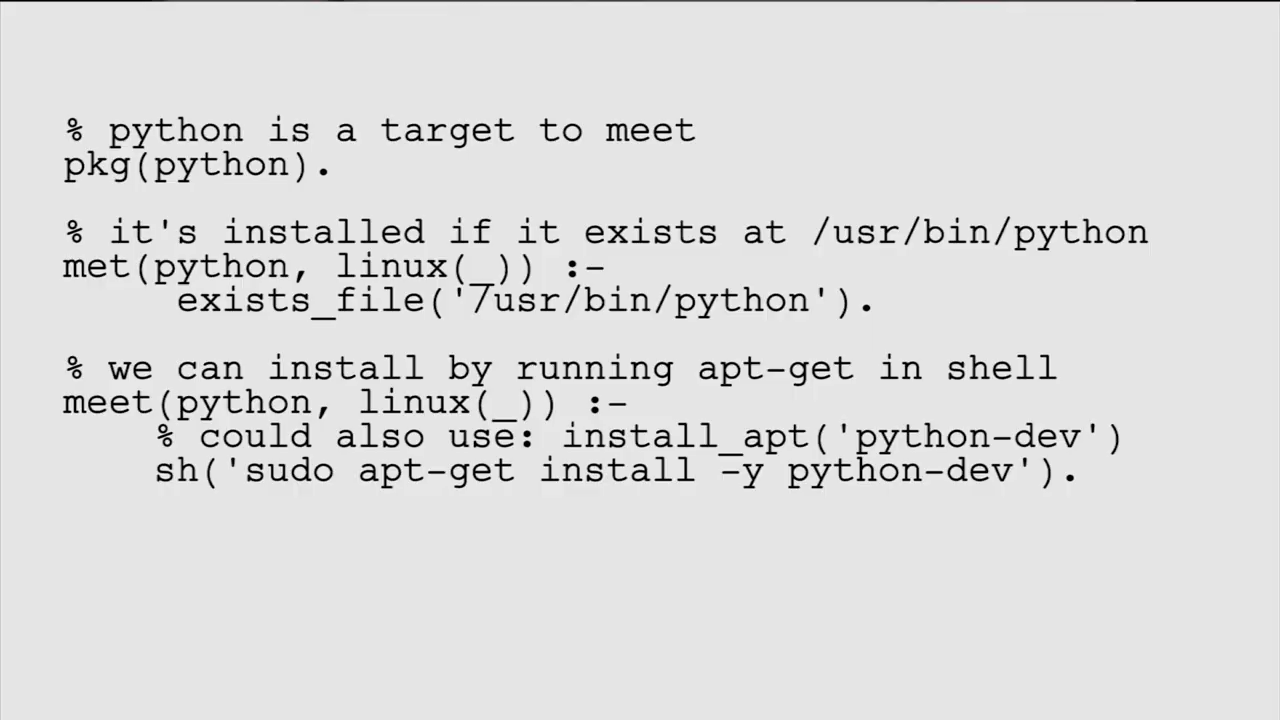 % python is a target to meet
pkg(python).
% it's installed if it exists at /usr/bin/python
met(python, linux(_)) :-
exists_file('/usr/bin/python').
% we can install by running apt-get in shell
meet(python, linux(_)) :-
% could also use: install_apt('python-dev')
sh('sudo apt-get install -y python-dev').